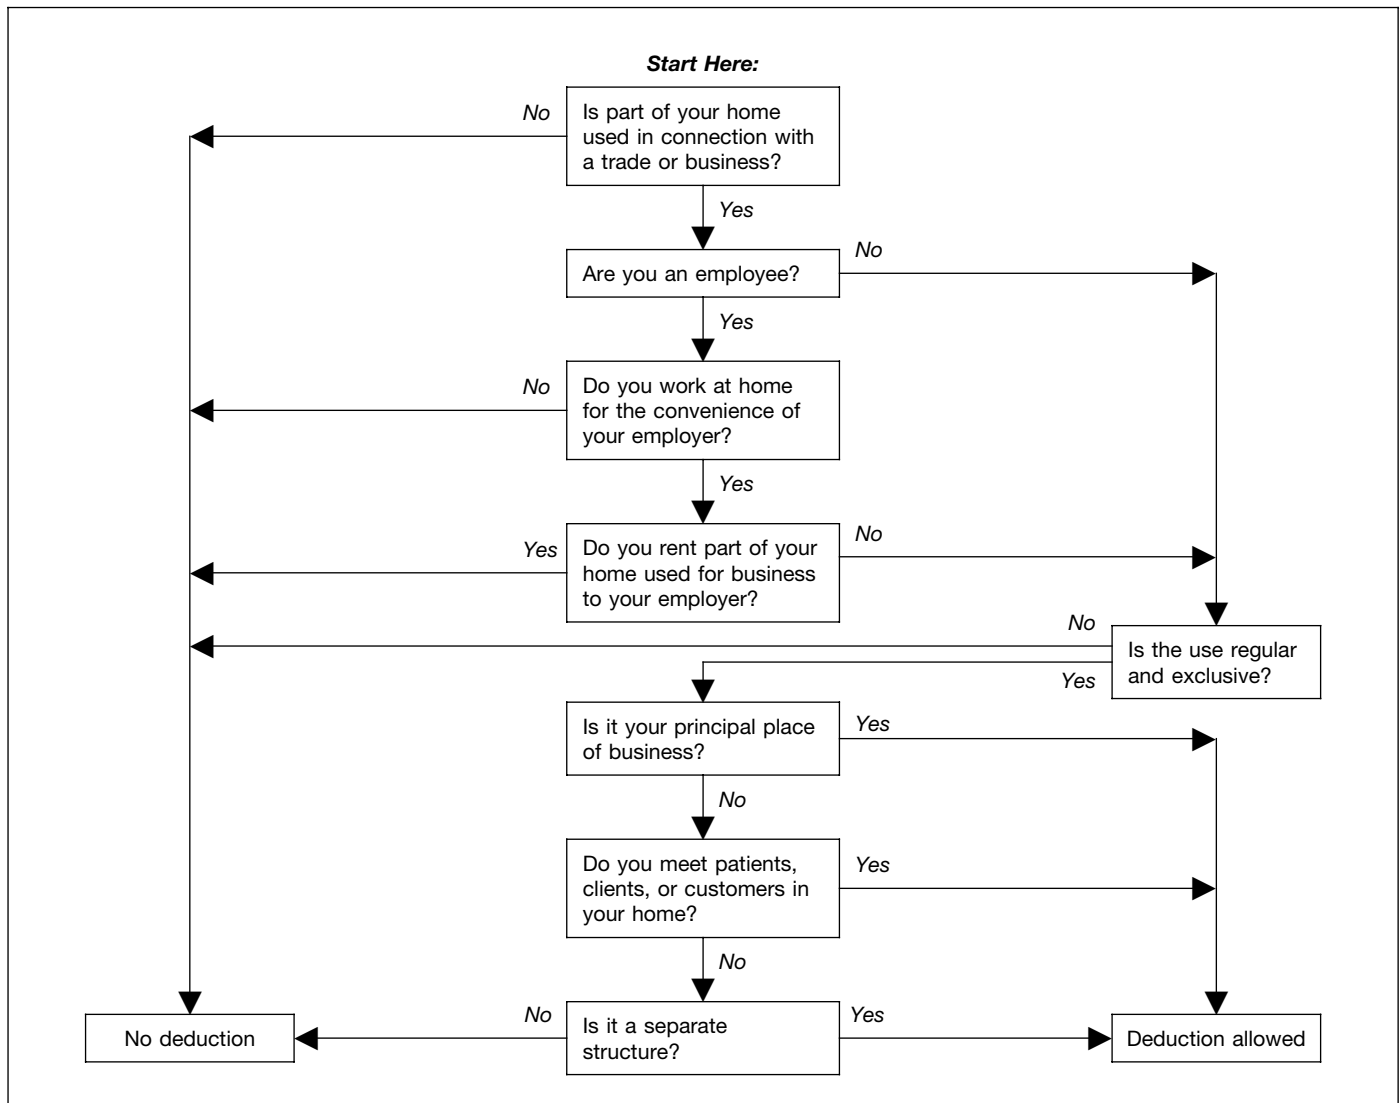 Start Here:
No
Is part of your home
used in connection with
a trade or business?
Yes
Are you an employee?
No
Yes
No
Do you work at home
for the convenience of
your employer?
Yes
Yes
Do you rent part of your
home used for business
to your employer?
No
No
Is the use regular
and exclusive?
Yes
Is it your principal place
of business?
Yes
No
Do you meet patients,
clients, or customers in
your home?
Yes
No
No deduction
No
Is it a separate
structure?
Yes
Deduction allowed